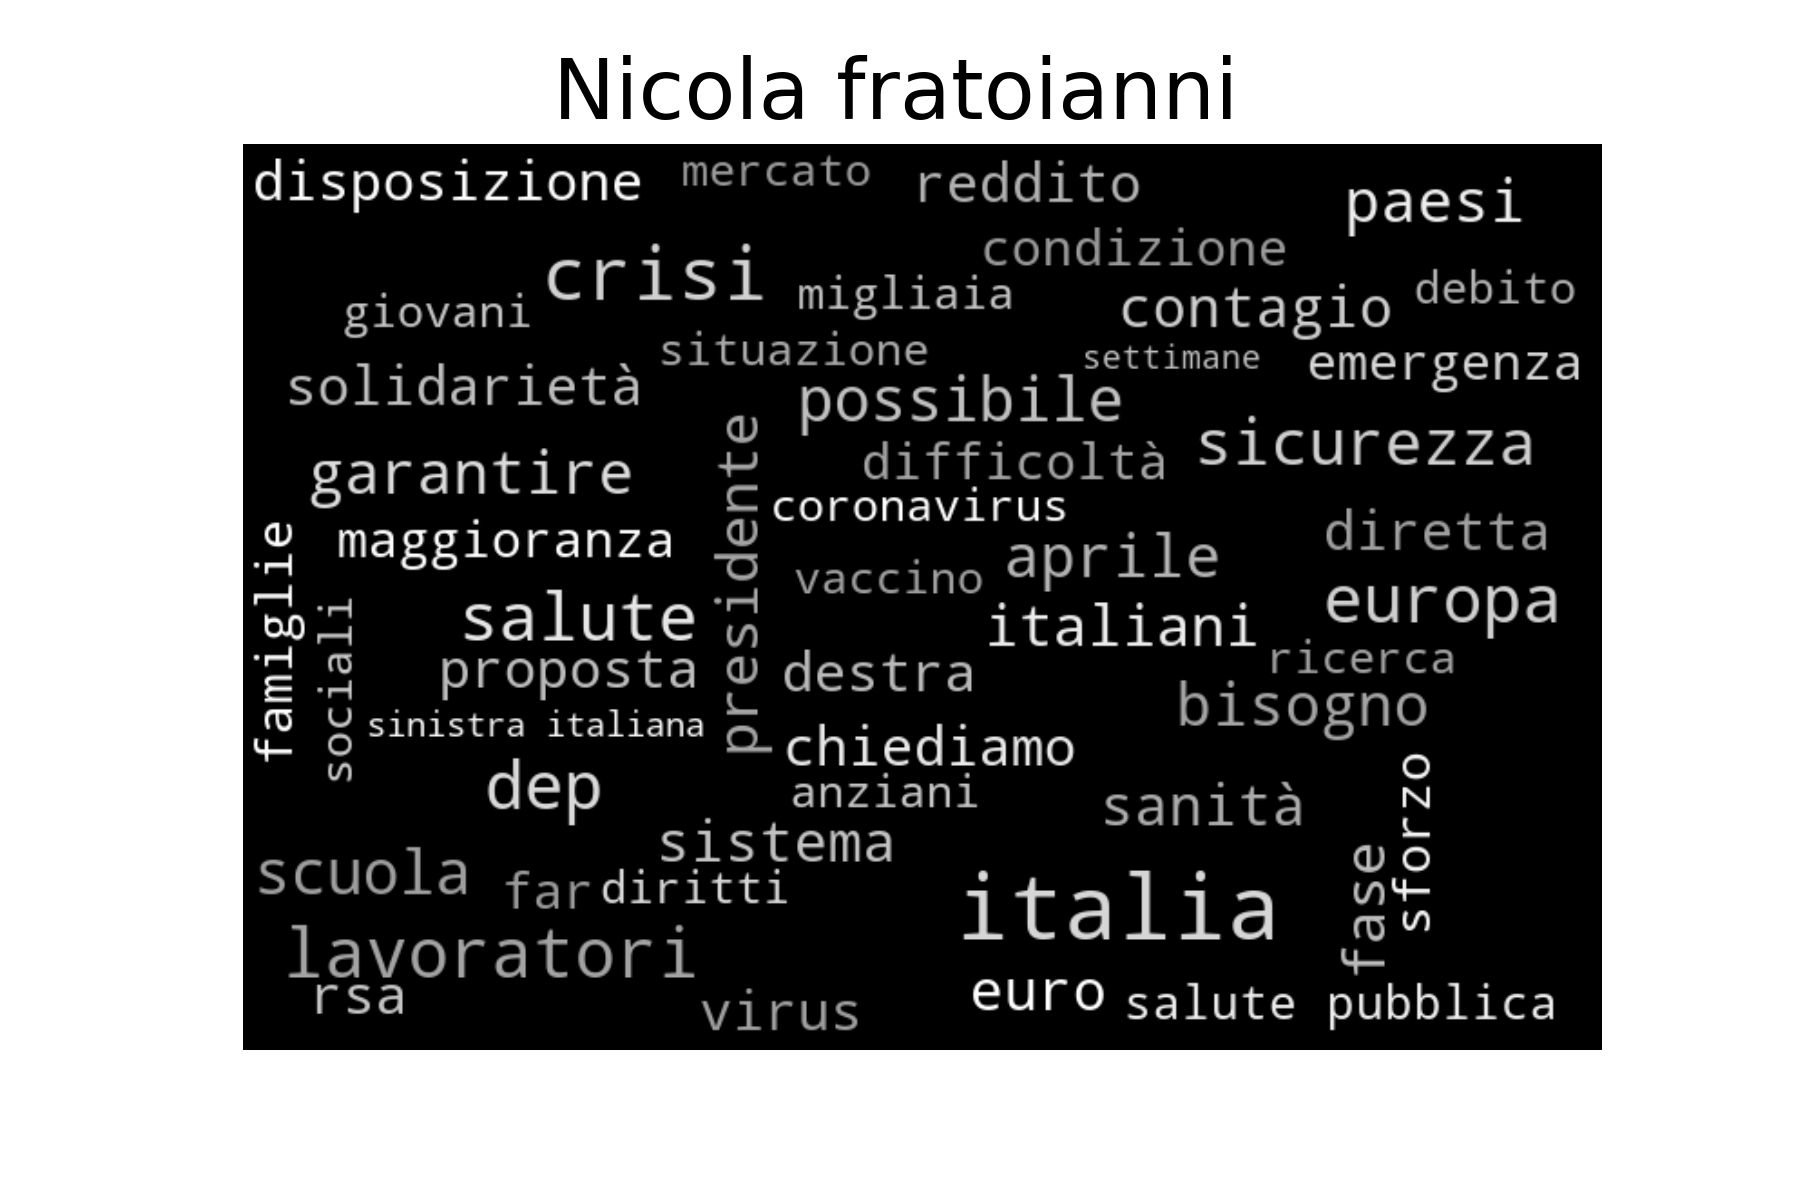 Nicola fratoianni
disposizione
mercato
reddito
paesi
crisi
condizione
giovani
migliaia
contagio
debito
situazione
settimane
emergenza
solidarietà
possibile
sicurezza
garantire
difficoltà
presidente
coronavirus
maggioranza
aprile
diretta
famiglie
vaccino
europa
salute
italiani
sociali
proposta
destra
ricerca
bisogno
sinistra italiana
chiediamo
dep
anziani
sanità
sforzo
sistema
scuola
far
diritti
italia
fase
lavoratori
rsa
virus
euro
salute pubblica